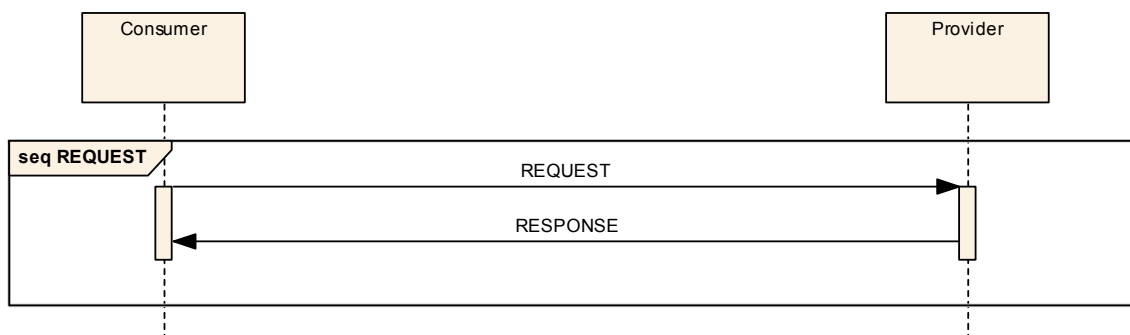 Consumer
Provider
seq REQUEST
REQUEST
RESPONSE